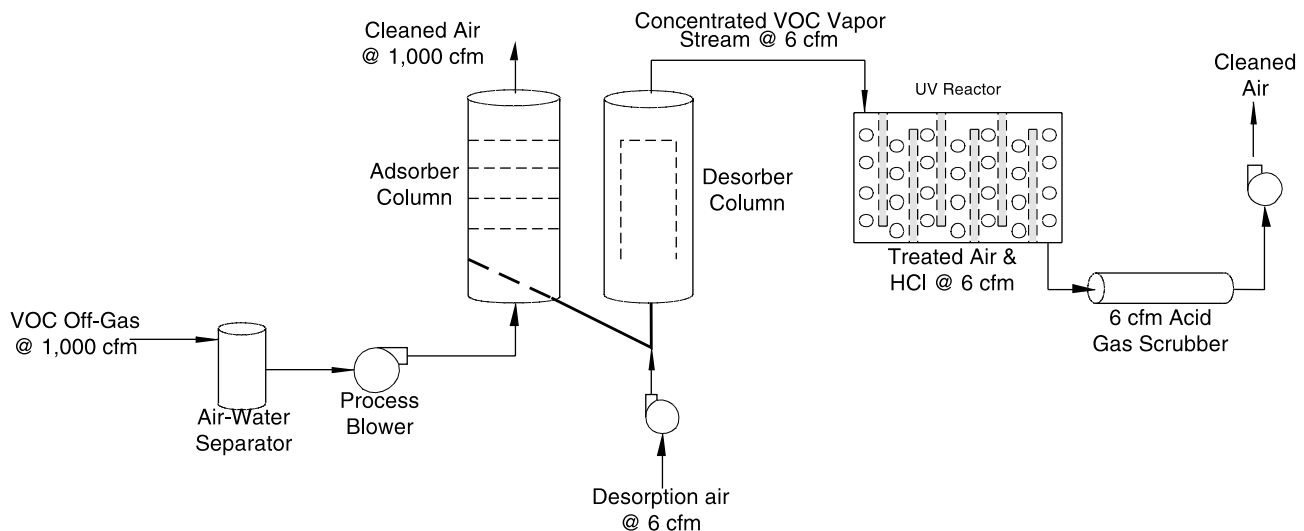 Cleaned Air
@ 1,000 cfm
Concentrated VOC Vapor
Stream @ 6 cfm
Cleaned
Air
UV Reactor
Adsorber
Column
Desorber
Column
Treated Air &
HCl @ 6 cfm
VOC Off-Gas
@ 1,000 cfm
6 cfm Acid
Gas Scrubber
Air-Water
Separator
Process
Blower
Desorption air
@ 6 cfm